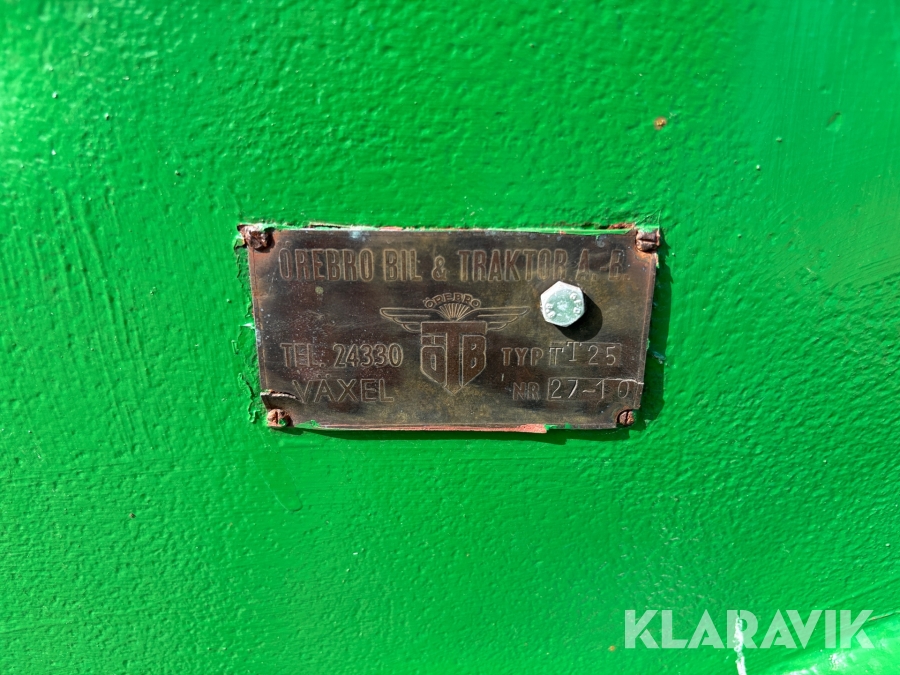 ÖREBRO BIL & TRAKTOR A-B
ÖREBRO
ÖTB
TEL. 24330
VÄXEL
TYP TT 25
NR 27-10
KLARAVIK